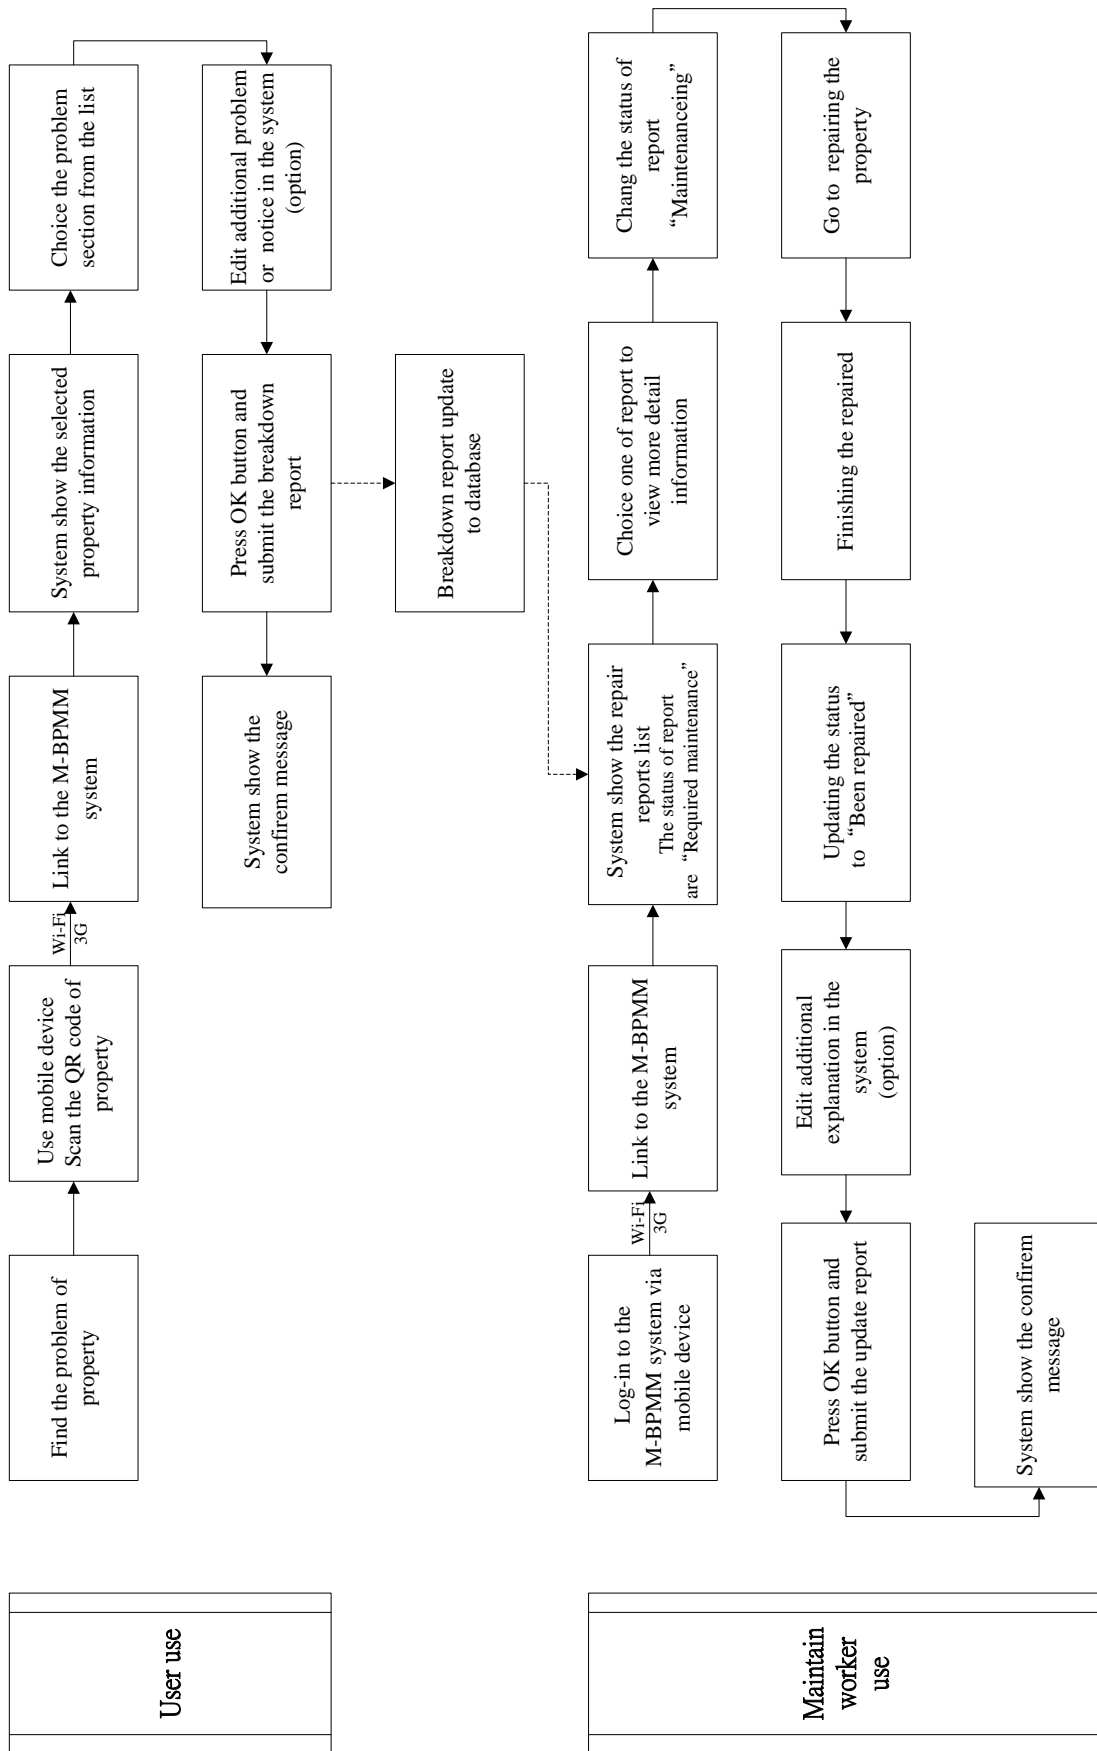 User use
Find the problem of
property
Use mobile device
Scan the QR code of
property
Wi-Fi
3G
Link to the M-BPMM
system
System show the selected
property information
Choice the problem
section from the list
Edit additional problem
or notice in the system
(option)
Press OK button and
submit the breakdown
report
System show the
confirem message
Breakdown report update
to database
Maintain
worker
use
Log-in to the
M-BPMM system via
mobile device
Wi-Fi
3G
Link to the M-BPMM
system
System show the repair
reports list
The status of report
are “Required maintenance”
Choice one of report to
view more detail
information
Chang the status of
report
“Maintenanceing”
Go to repairing the
property
Finishing the repaired
Updating the status
to “Been repaired”
Edit additional
explanation in the
system
(option)
Press OK button and
submit the update report
System show the confirem
message